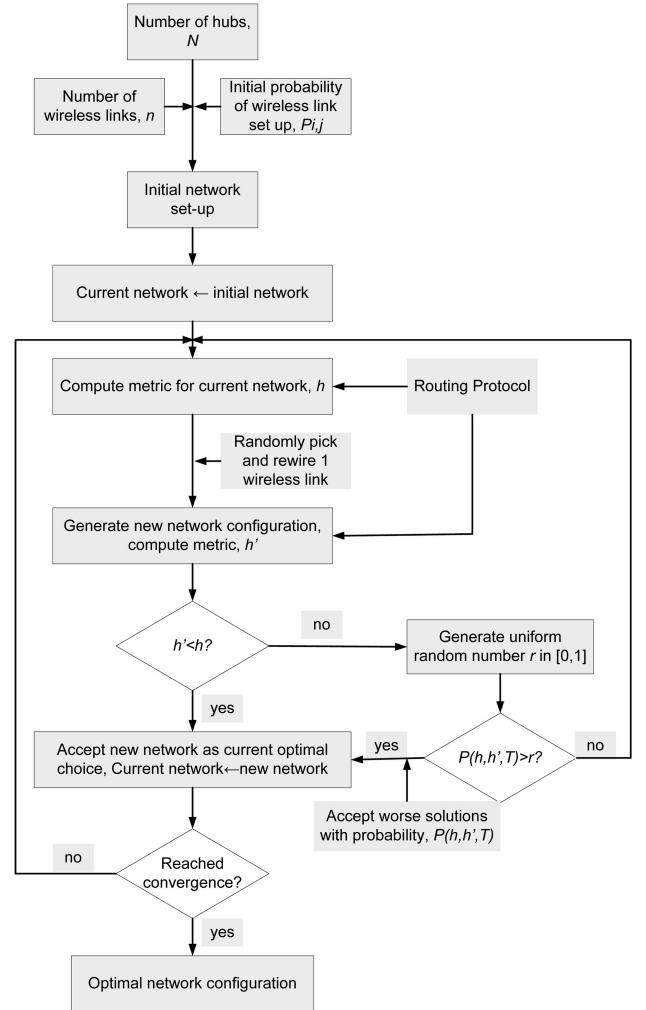 Number of hubs,
N
Number of
wireless links, n
Initial probability
of wireless link
set up, Pi,j
Initial network
set-up
Current network ← initial network
Compute metric for current network, h
Routing Protocol
Randomly pick
and rewire 1
wireless link
Generate new network configuration,
compute metric, h’
h’<h?
no
Generate uniform
random number r in [0,1]
yes
Accept new network as current optimal
choice, Current network←new network
yes
P(h,h’,T)>r?
no
Accept worse solutions
with probability, P(h,h’,T)
no
Reached
convergence?
yes
Optimal network configuration